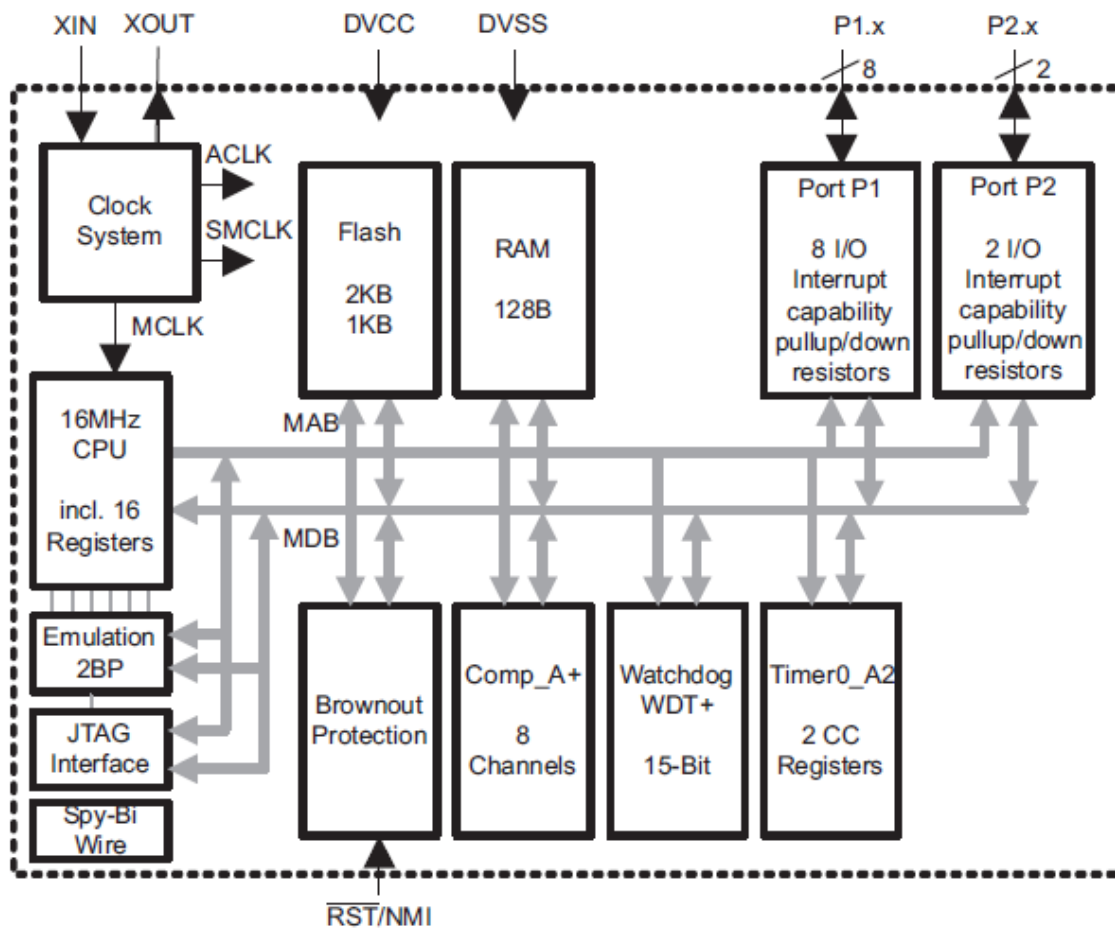 XIN
XOUT
DVCC
DVSS
P1.x
P2.x
8
2
Clock
System
ACLK
SMCLK
MCLK
Flash
2KB
1KB
RAM
128B
Port P1
8 I/O
Interrupt
capability
pullup/down
resistors
Port P2
2 I/O
Interrupt
capability
pullup/down
resistors
16MHz
CPU
incl. 16
Registers
MAB
MDB
Emulation
2BP
JTAG
Interface
Spy-Bi
Wire
Brownout
Protection
Comp_A+
8
Channels
Watchdog
WDT+
15-Bit
Timer0_A2
2 CC
Registers
RST/NMI